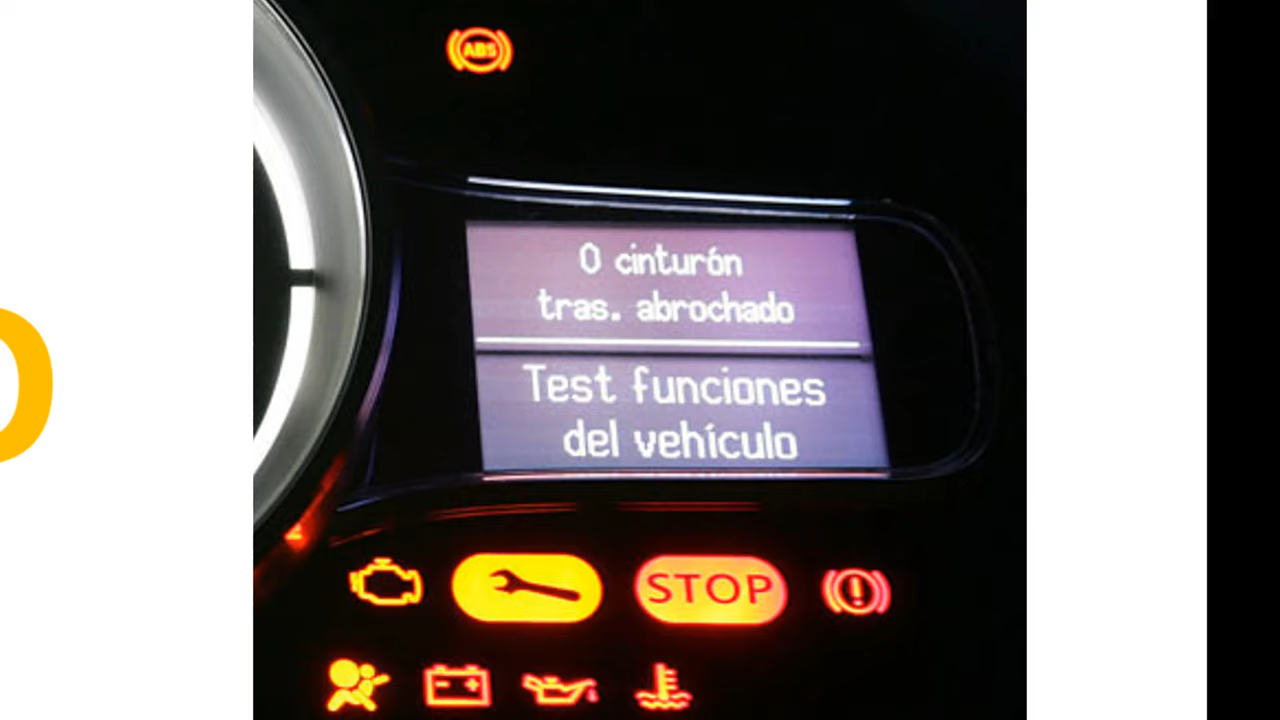 ABS
0 cinturón
tras. abrochado
Test funciones
del vehículo
STOP